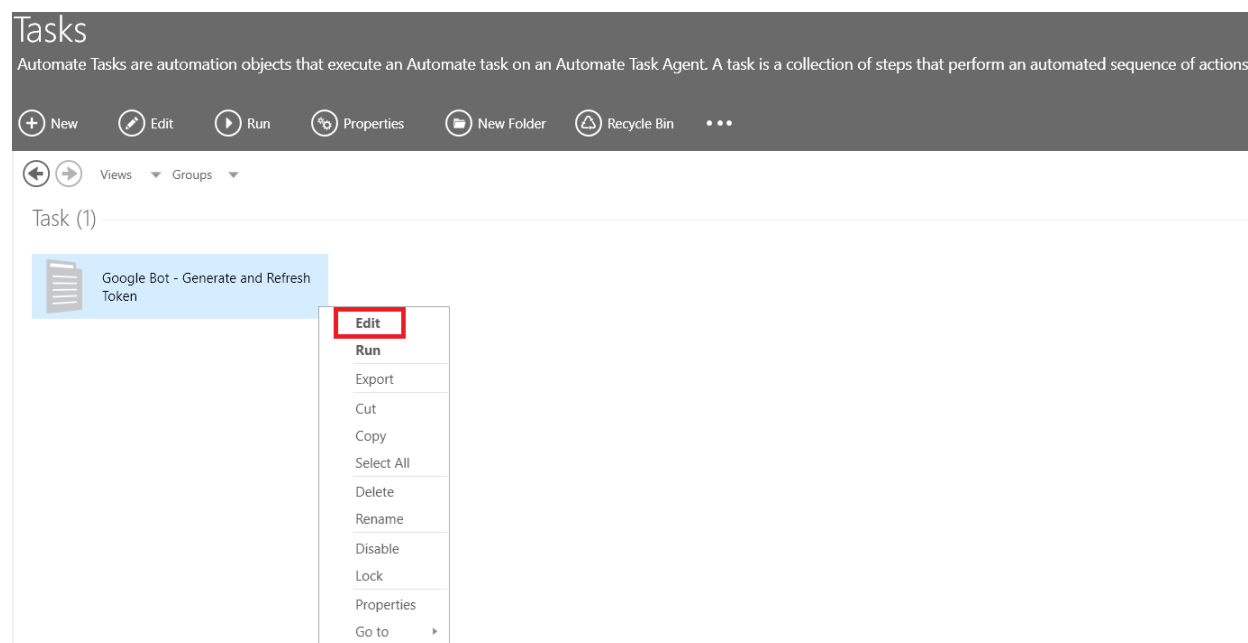 Tasks
Automate Tasks are automation objects that execute an Automate task on an Automate Task Agent. A task is a collection of steps that perform an automated sequence of actions
New Edit Run Properties New Folder Recycle Bin
Views Groups
Task (1)
Google Bot - Generate and Refresh
Token
Edit
Run
Export
Cut
Copy
Select All
Delete
Rename
Disable
Lock
Properties
Go to